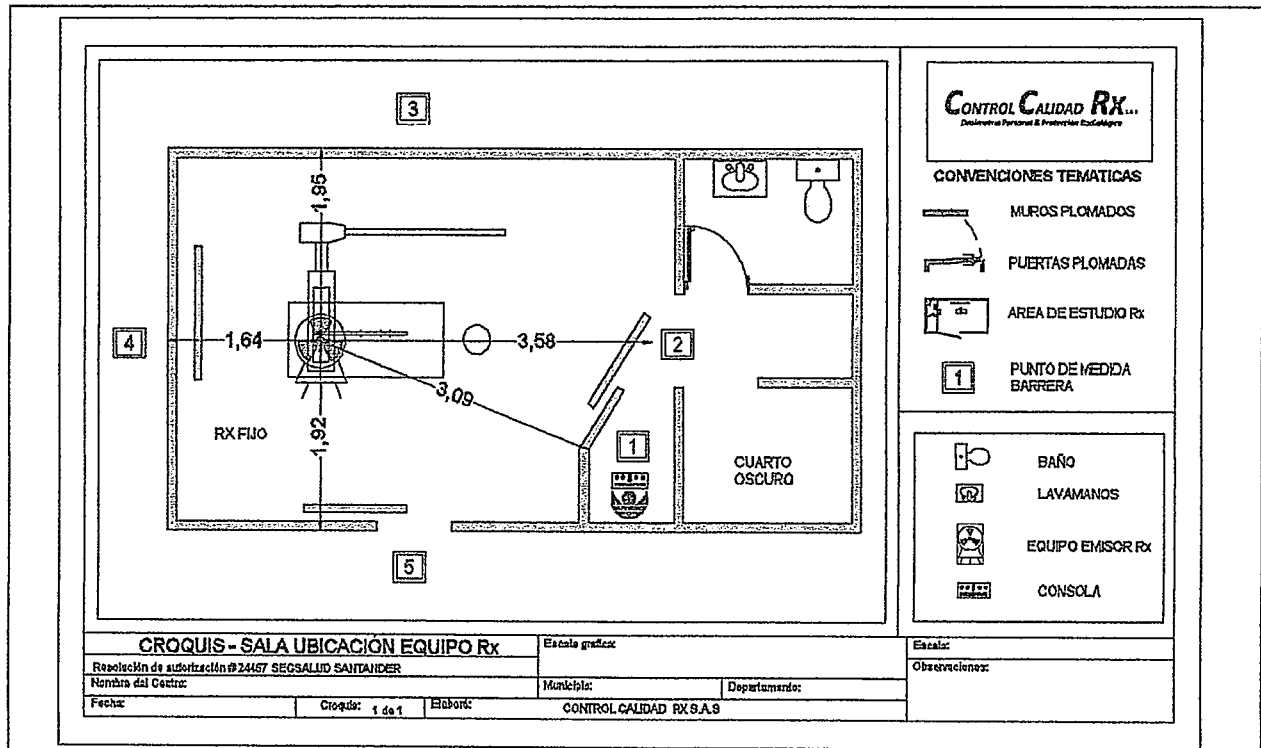 3
1,95
4
1,64
3,58
2
3,09
1,92
RX FIJO
1
CUARTO
OSCURO
5
CONTROL CALIDAD RX
CONVENCIONES TEMATICAS
MUROS PLOMADOS
PUERTAS PLOMADAS
AREA DE ESTUDIO Rx
1
PUNTO DE MEDIDA
BARRERA
BAÑO
LAVAMANOS
EQUIPO EMISOR Rx
CONSOLA
CROQUIS - SALA UBICACIÓN EQUIPO Rx
Resolución de autorización # 24457 SECSALUD SANTANDER
Nombre del Centro:
Fecha:
Croquis: 1 de 1
Elaboró:
CONTROL CALIDAD RX S.A.S
Escala grafica:
Municipio:
Departamento:
Escala:
Observaciones: